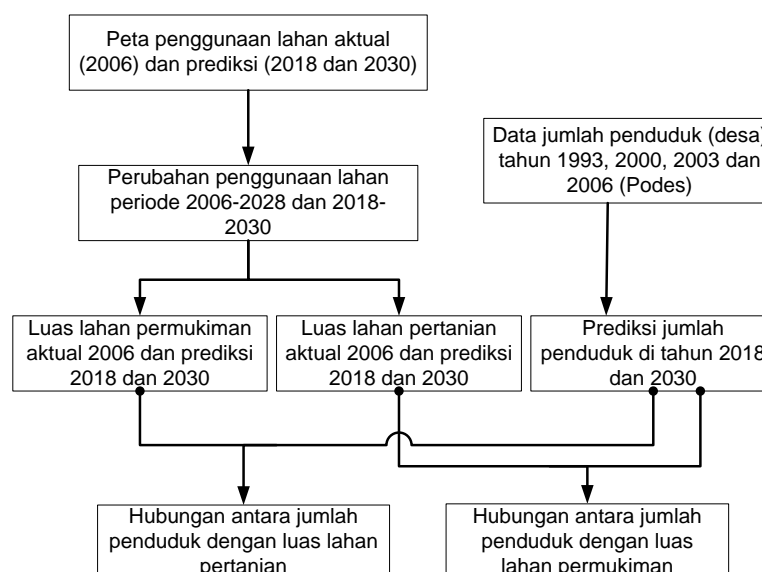 Peta penggunaan lahan aktual
(2006) dan prediksi (2018 dan 2030)
Data jumlah penduduk (desa)
tahun 1993, 2000, 2003 dan
2006 (Podes)
Perubahan penggunaan lahan
periode 2006-2028 dan 2018-
2030
Luas lahan permukiman
aktual 2006 dan prediksi
2018 dan 2030
Luas lahan pertanian
aktual 2006 dan prediksi
2018 dan 2030
Prediksi jumlah
penduduk di tahun 2018
dan 2030
Hubungan antara jumlah
penduduk dengan luas lahan
pertanian
Hubungan antara jumlah
penduduk dengan luas
lahan permukiman